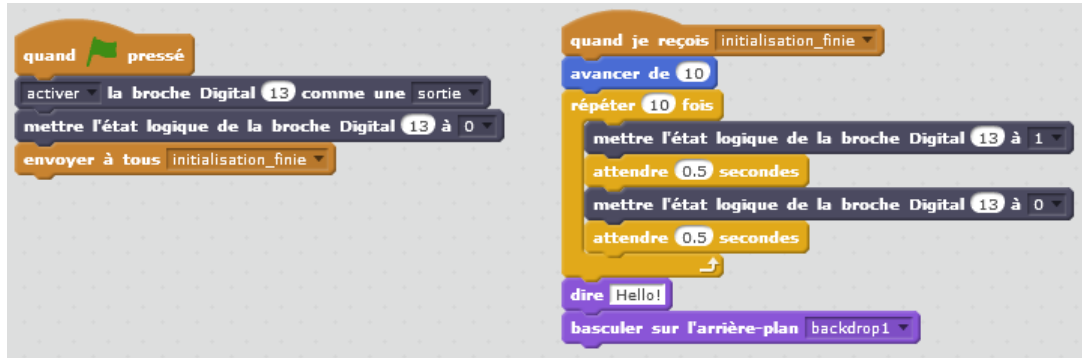 quand pressé
activer la broche Digital 13 comme une sortie
mettre l'état logique de la broche Digital 13 à 0
envoyer à tous initialisation_finie
quand je reçois initialisation_finie
avancer de 10
répéter 10 fois
mettre l'état logique de la broche Digital 13 à 1
attendre 0.5 secondes
mettre l'état logique de la broche Digital 13 à 0
attendre 0.5 secondes
dire Hello!
basculer sur l'arrière-plan backdrop1